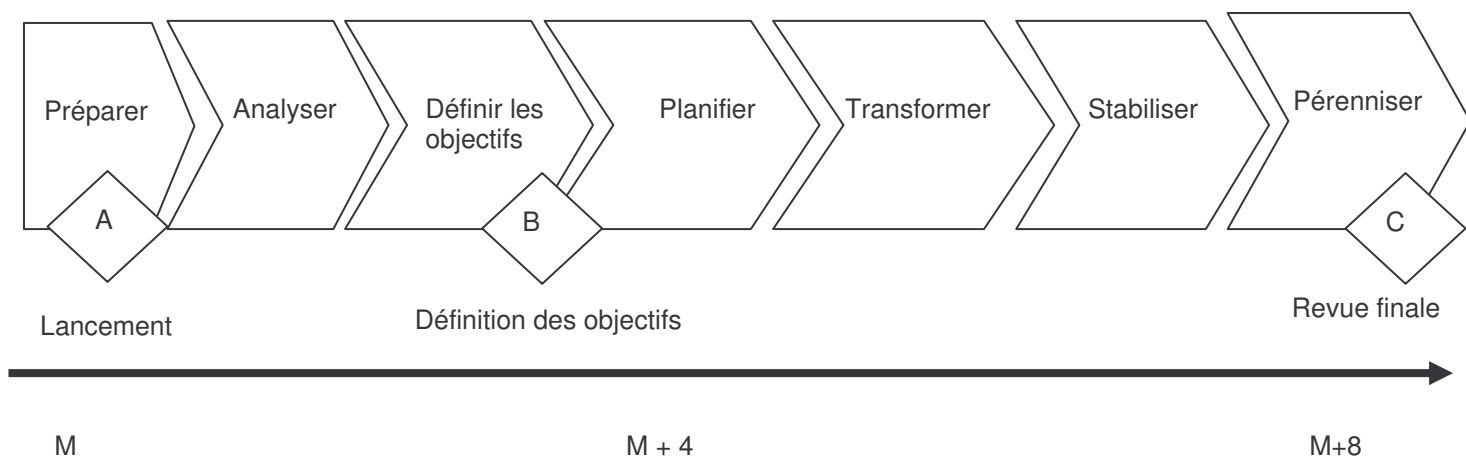 Préparer
Analyser
Définir les
objectifs
Planifier
Transformer
Stabiliser
Pérenniser
A
B
C
Lancement
Définition des objectifs
Revue finale
M
M + 4
M+8